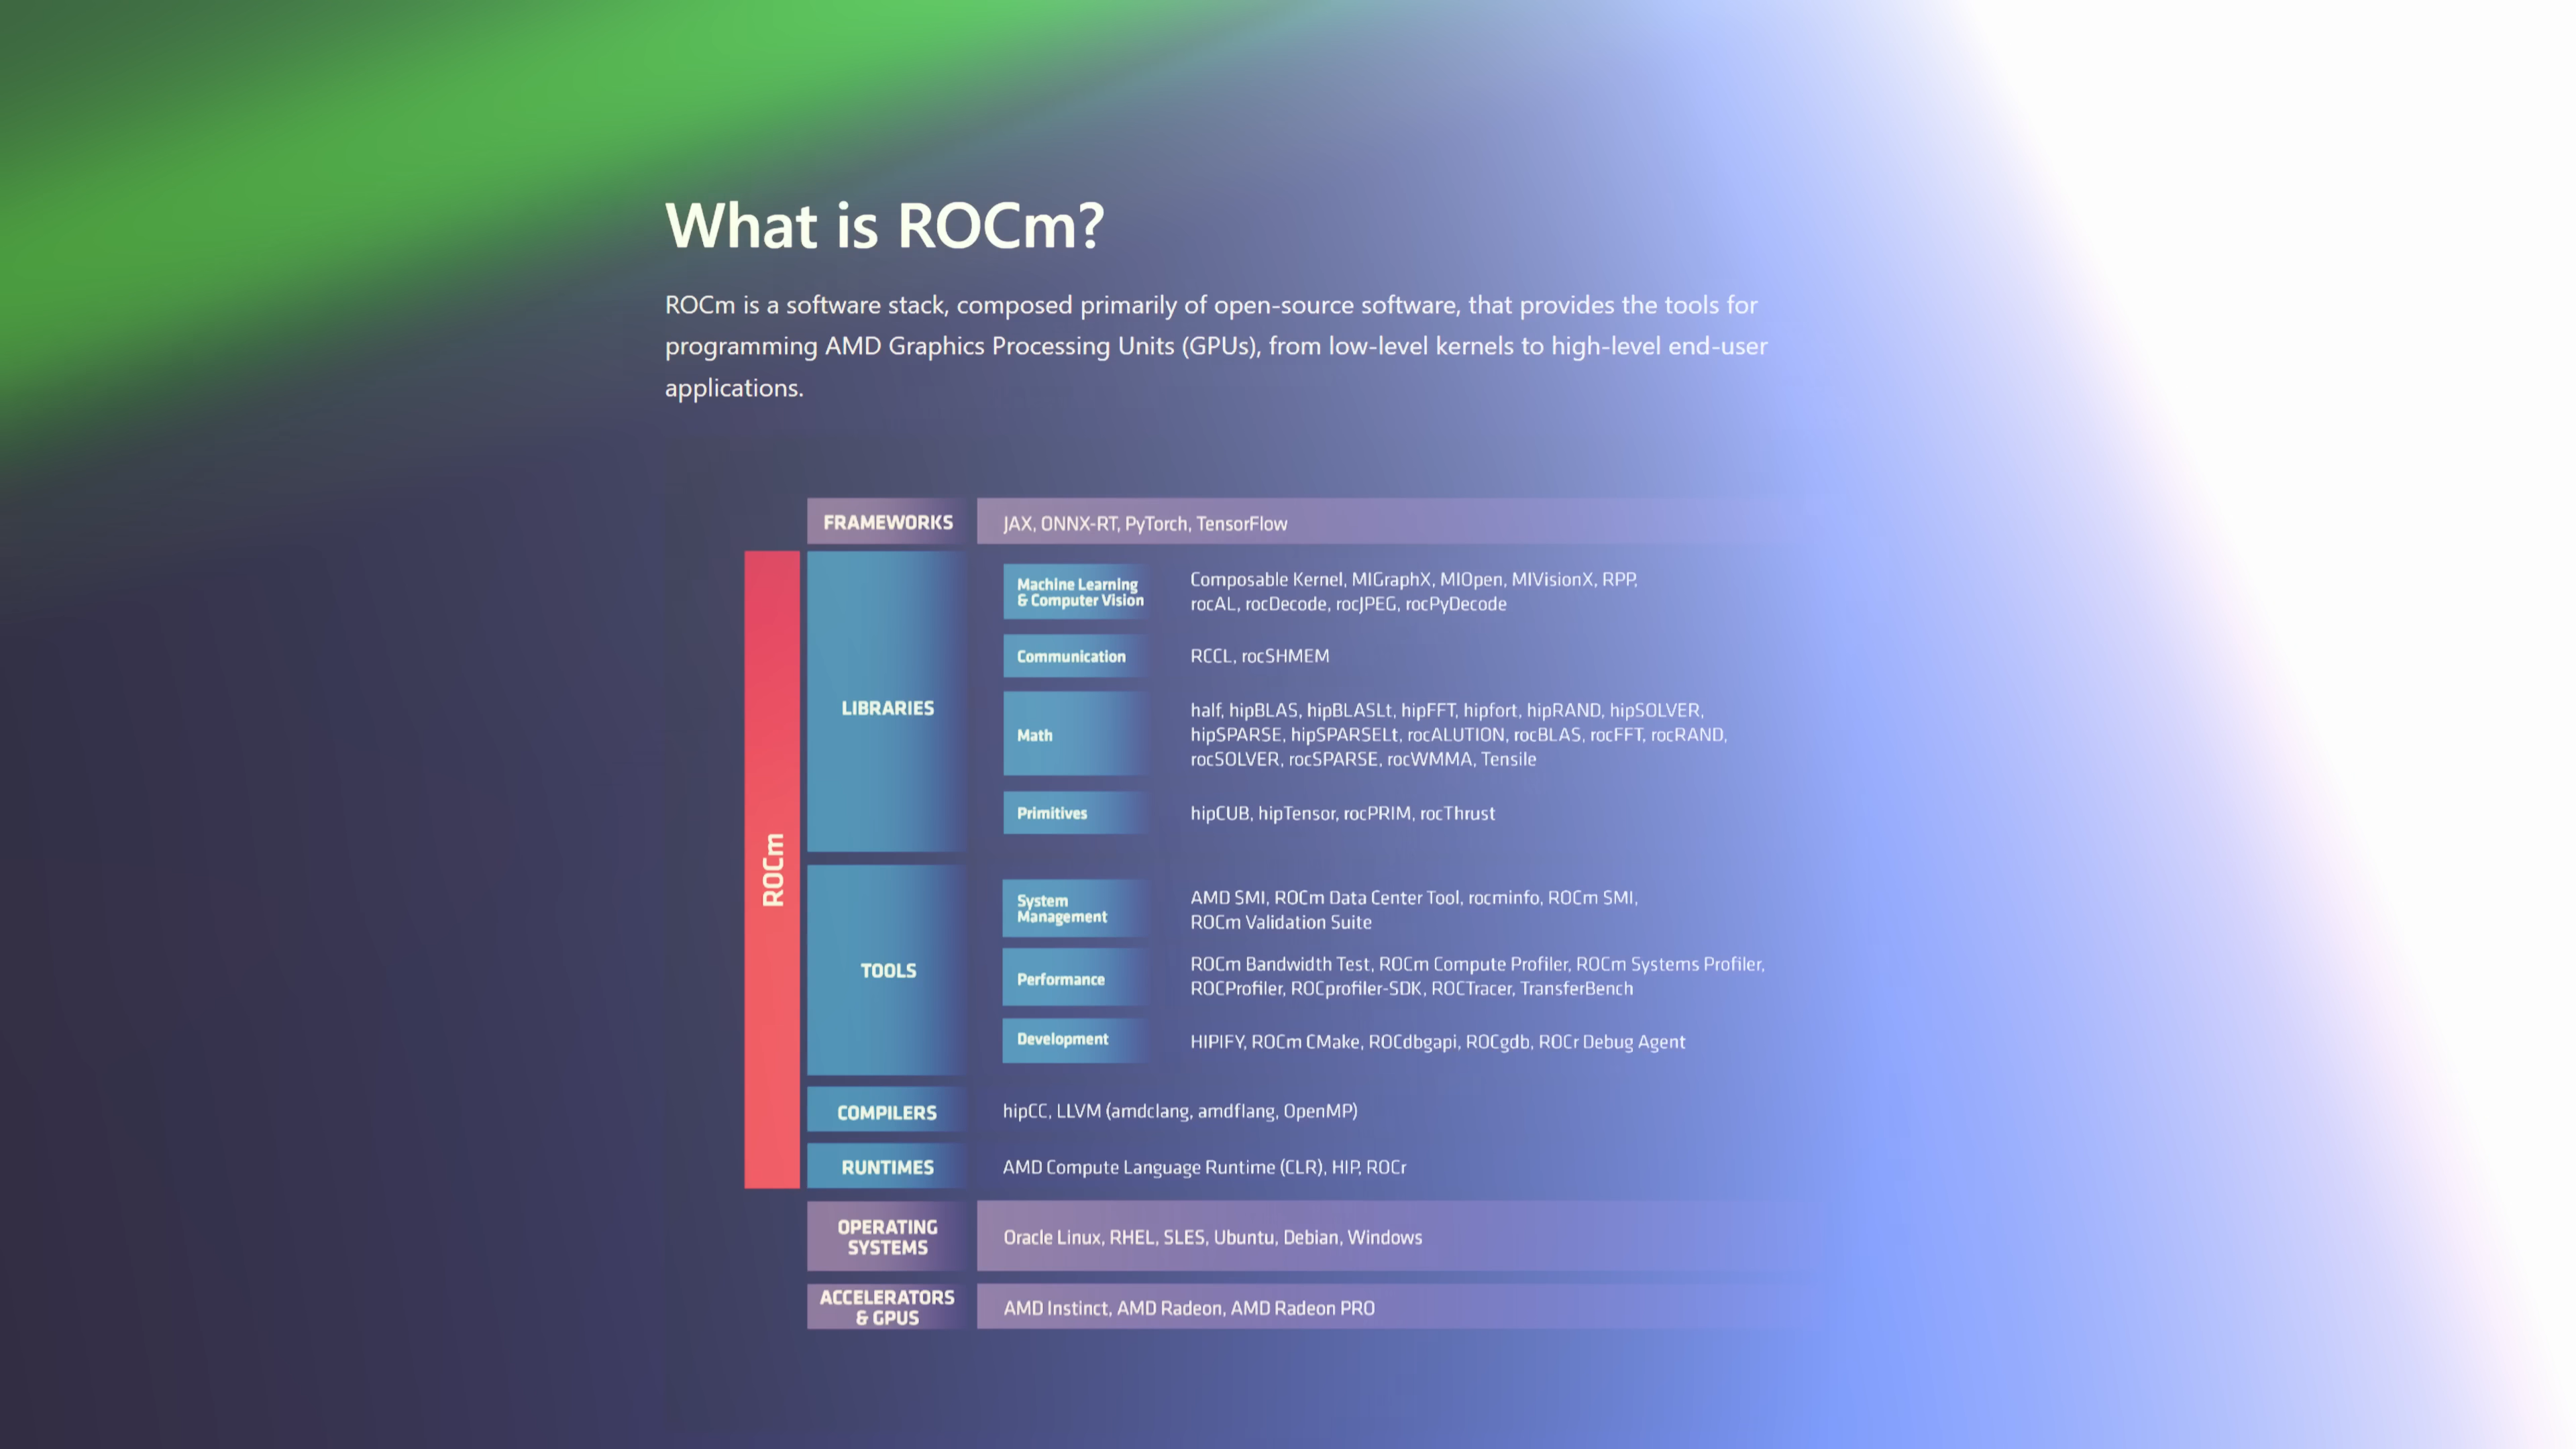 What is ROCm?
ROCm is a software stack, composed primarily of open-source software, that provides the tools for
programming AMD Graphics Processing Units (GPUs), from low-level kernels to high-level end-user
applications.
FRAMEWORKS
JAX, ONNX-RT, PyTorch, TensorFlow
ROCm
LIBRARIES
Machine Learning
& Computer Vision
Composable Kernel, MIGraphX, MIOpen, MIVisionX, RPP,
rocAL, rocDecode, rocJPEG, rocPyDecode
Communication
RCCL, rocSHMEM
Math
half, hipBLAS, hipBLASLt, hipFFT, hipfort, hipRAND, hipSOLVER,
hipSPARSE, hipSPARSELt, rocALUTION, rocBLAS, rocFFT, rocRAND,
rocSOLVER, rocSPARSE, rocWMMA, Tensile
Primitives
hipCUB, hipTensor, rocPRIM, rocThrust
TOOLS
System
Management
AMD SMI, ROCm Data Center Tool, rocminfo, ROCm SMI,
ROCm Validation Suite
Performance
ROCm Bandwidth Test, ROCm Compute Profiler, ROCm Systems Profiler,
ROCProfiler, ROCprofiler-SDK, ROCTracer, TransferBench
Development
HIPIFY, ROCm CMake, ROCdbgapi, ROCgdb, ROCr Debug Agent
COMPILERS
hipCC, LLVM (amdclang, amdflang, OpenMP)
RUNTIMES
AMD Compute Language Runtime (CLR), HIP, ROCr
OPERATING
SYSTEMS
Oracle Linux, RHEL, SLES, Ubuntu, Debian, Windows
ACCELERATORS
& GPUS
AMD Instinct, AMD Radeon, AMD Radeon PRO